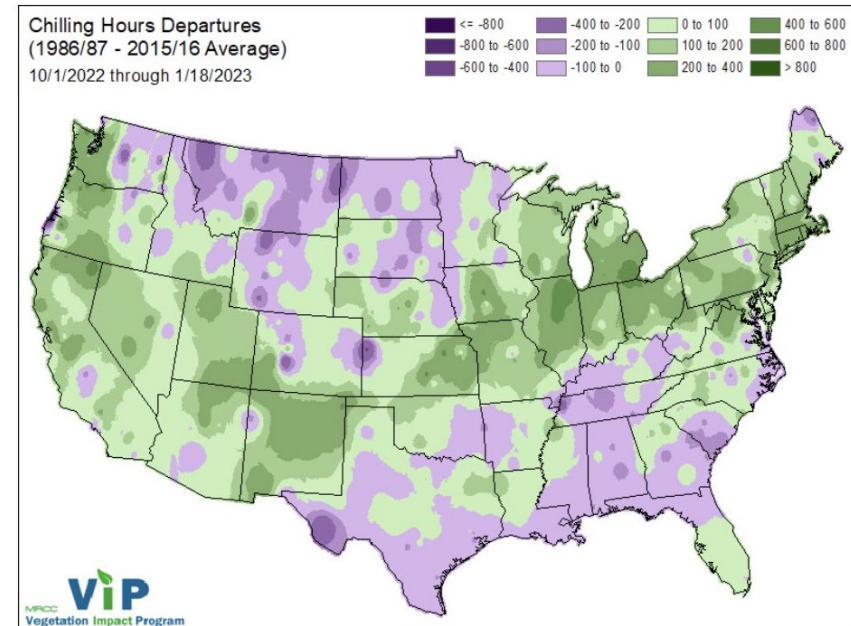 Chilling Hours Departures
(1986/87 - 2015/16 Average)
10/1/2022 through 1/18/2023
<= -800
-800 to -600
-600 to -400
-400 to -200
-200 to -100
-100 to 0
0 to 100
100 to 200
200 to 400
400 to 600
600 to 800
> 800
MRCC
ViP
Vegetation Impact Program